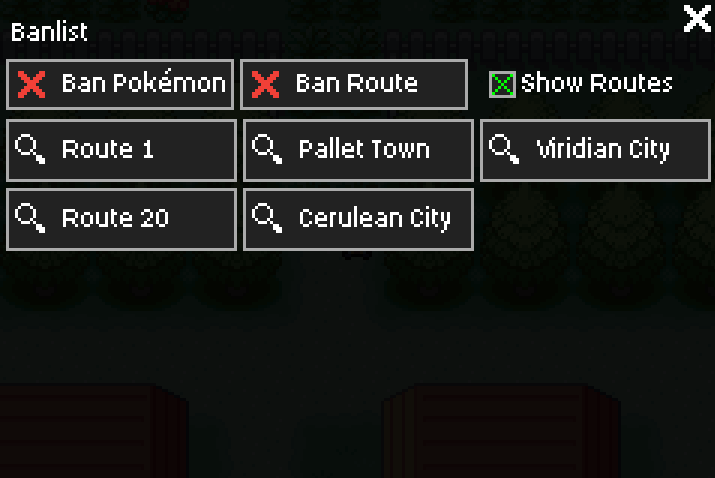 Banlist
Ban Pokémon Ban Route Show Routes
Route 1 Pallet Town Viridian City
Route 20 Cerulean City